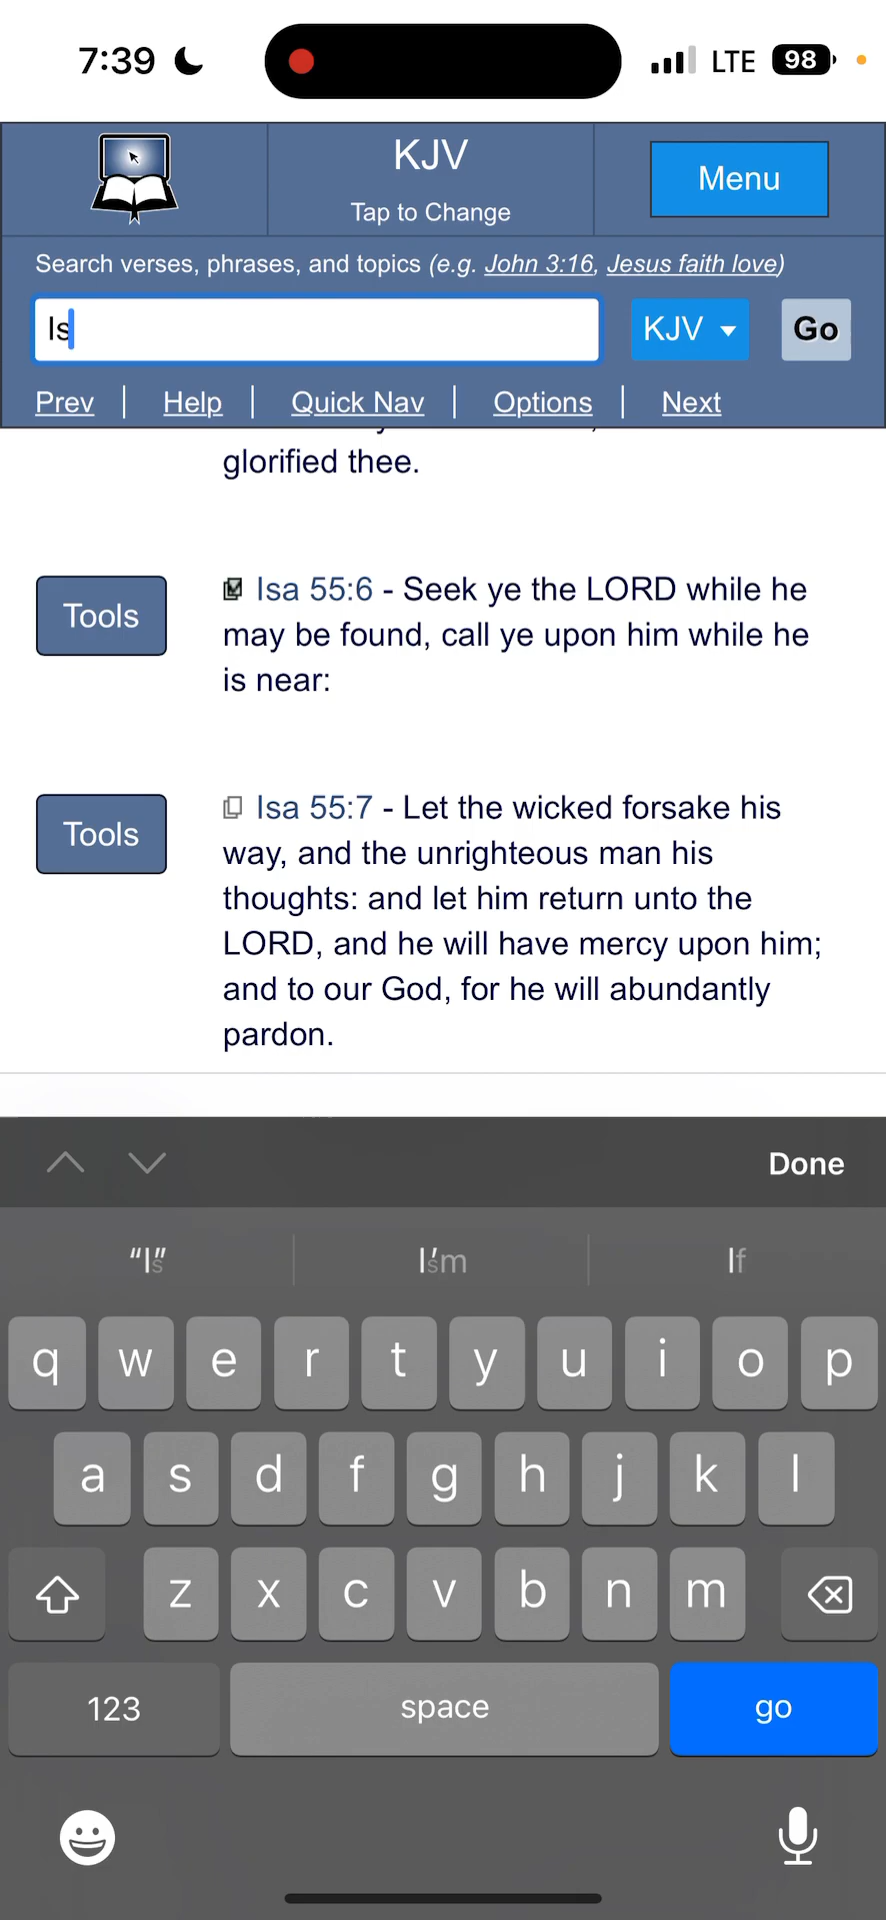 7:39 LTE 98
KJV
Tap to Change
Menu
Search verses, phrases, and topics (e.g. John 3:16, Jesus faith love)
Is KJV Go
Prev | Help | Quick Nav | Options | Next
glorified thee.
Tools
Isa 55:6 - Seek ye the LORD while he
may be found, call ye upon him while he
is near:
Tools
Isa 55:7 - Let the wicked forsake his
way, and the unrighteous man his
thoughts: and let him return unto the
LORD, and he will have mercy upon him;
and to our God, for he will abundantly
pardon.
Done
“Is” If
q w e r t y u i o p
a s d f g h j k l
z x c v b n m
123 space go